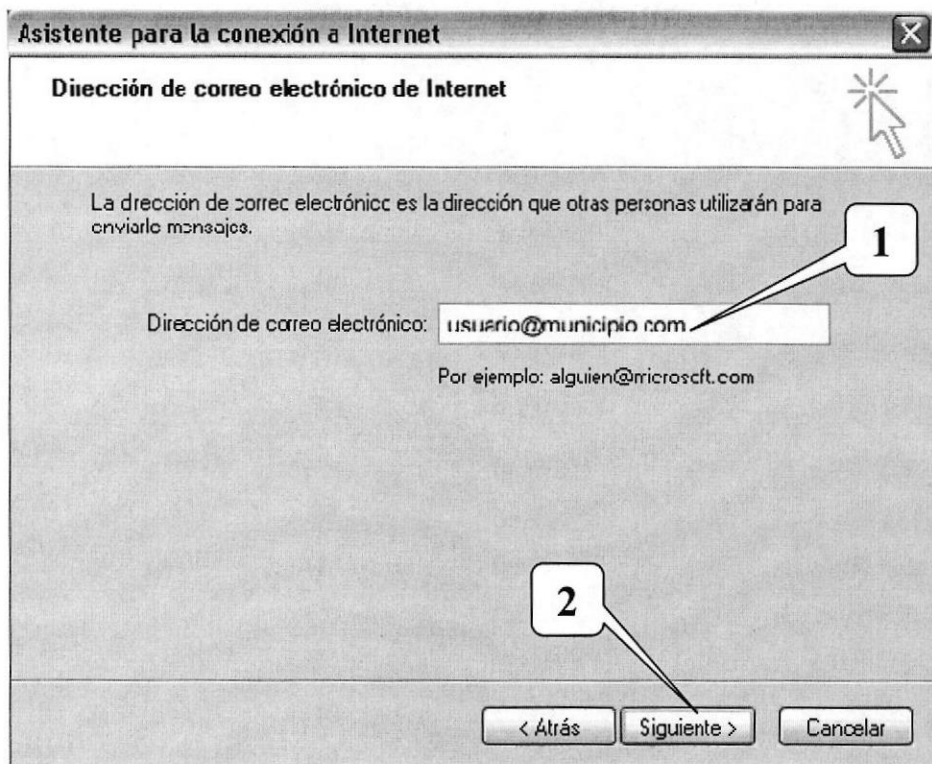 Asistente para la conexión a Internet
Dirección de correo electrónico de Internet
La dirección de correo electrónico es la dirección que otras personas utilizarán para
enviarle mensajes.
1
Dirección de correo electrónico: usuario@municipio.com
Por ejemplo: alguien@microsoft.com
2
< Atrás Siguiente > Cancelar